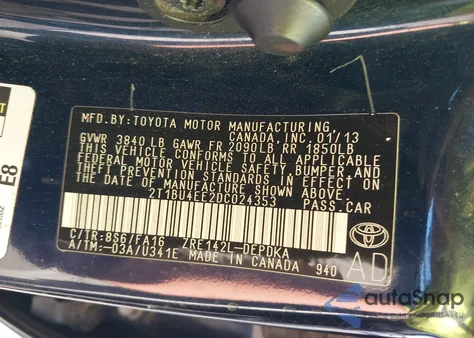 MFD.BY:TOYOTA MOTOR MANUFACTURING,
CANADA, INC. 01/13
GVWR 3840 LB GAWR FR 2090LB RR 1850LB
THIS VEHICLE CONFORMS TO ALL APPLICABLE
FEDERAL MOTOR VEHICLE SAFETY, BUMPER, AND
THEFT PREVENTION STANDARDS IN EFFECT ON
THE DATE OF MANUFACTURE SHOWN ABOVE.
2T1BU4EE2DC024353 PASS.CAR
C/TR:8S6/FA16 ZRE142L-DEPDKA
A/TM:-03A/U341E MADE IN CANADA 940
AD
E8
autoSnap